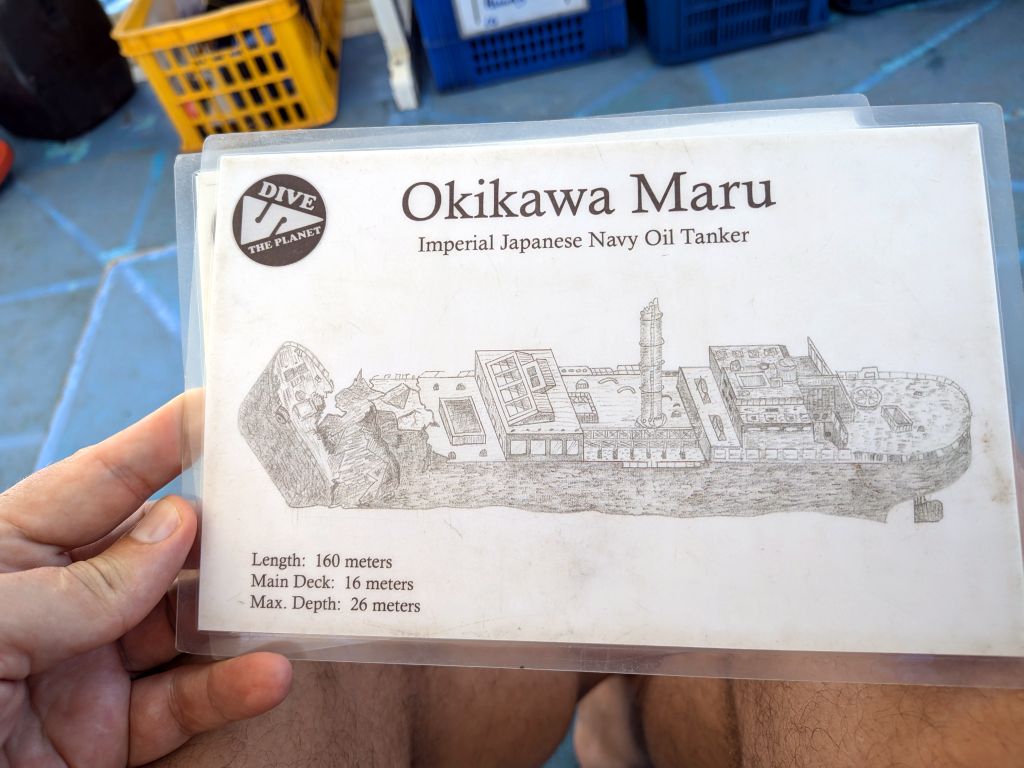 DIVE
THE PLANET
Okikawa Maru
Imperial Japanese Navy Oil Tanker
Length: 160 meters
Main Deck: 16 meters
Max. Depth: 26 meters